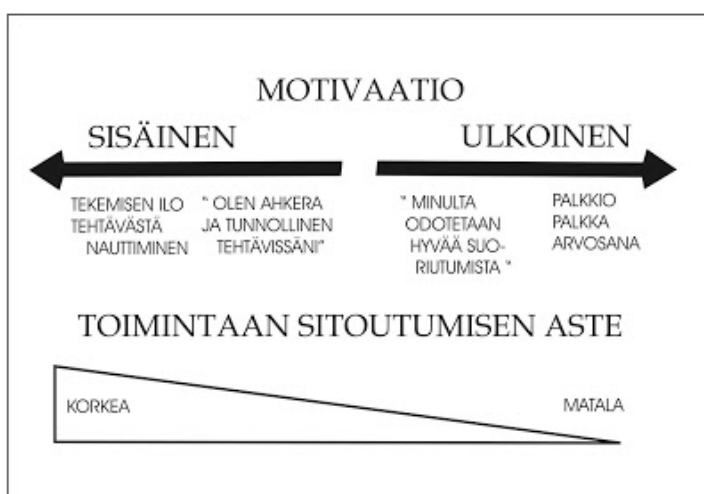 MOTIVAATIO
SISÄINEN
ULKOINEN
TEKEMISEN ILO
TEHTÄVÄSTÄ
NAUTTIMINEN
“ OLEN AHKERA
JA TUNNOLLINEN
TEHTÄVISSÄNI”
“ MINULTA
ODOTETAAN
HYVÄÄ SUO-
RIUTUMISTA “
PALKKIO
PALKKA
ARVOSANA
TOIMINTAAN SITOUTUMISEN ASTE
KORKEA
MATALA